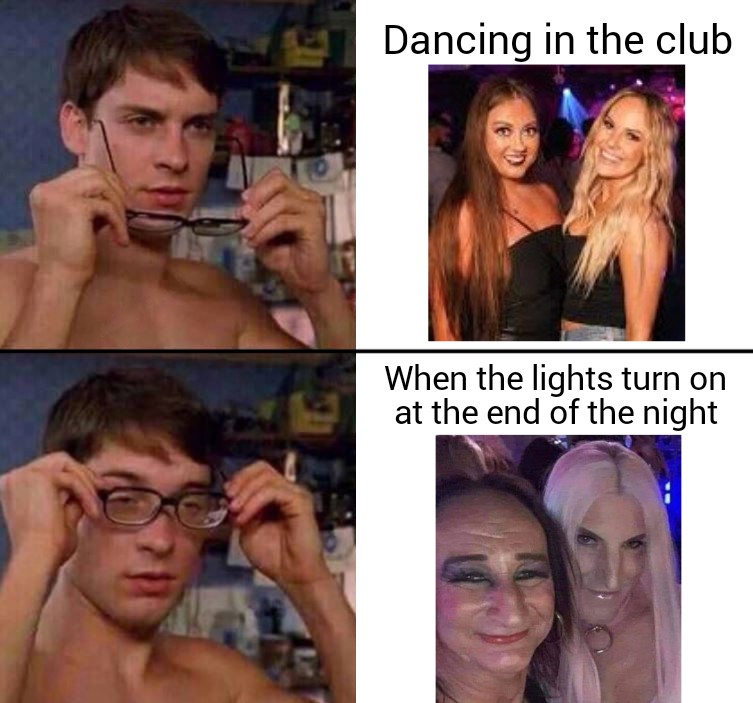 Dancing in the club
When the lights turn on
at the end of the night